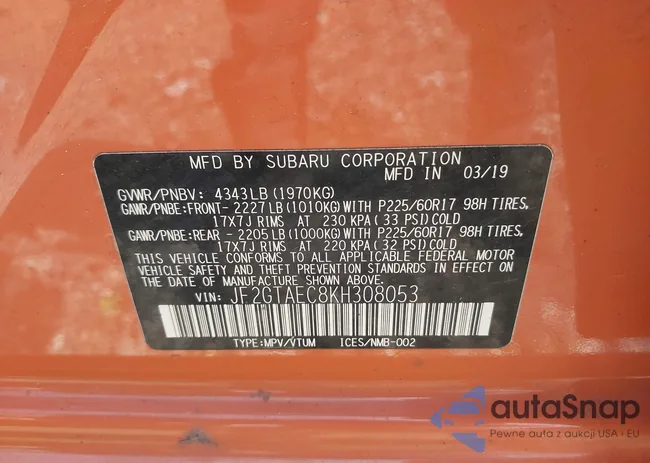 MFD BY SUBARU CORPORATION
MFD IN 03/19
GVWR/PNBV: 4343LB (1970KG)
GAWR/PNBE: FRONT- 2227LB (1010KG) WITH P225/60R17 98H TIRES,
17X7J RIMS AT 230 KPA (33 PSI) COLD
GAWR/PNBE: REAR - 2205LB (1000KG) WITH P225/60R17 98H TIRES,
17X7J RIMS AT 220 KPA (32 PSI) COLD
THIS VEHICLE CONFORMS TO ALL APPLICABLE FEDERAL MOTOR
VEHICLE SAFETY AND THEFT PREVENTION STANDARDS IN EFFECT
ON THE DATE OF MANUFACTURE SHOWN ABOVE.
VIN: JF2GTAEC8KH308053
TYPE: MPV/VTUM ICES/NMB-002
autaSnap
Pewne auta z aukcji USA i EU